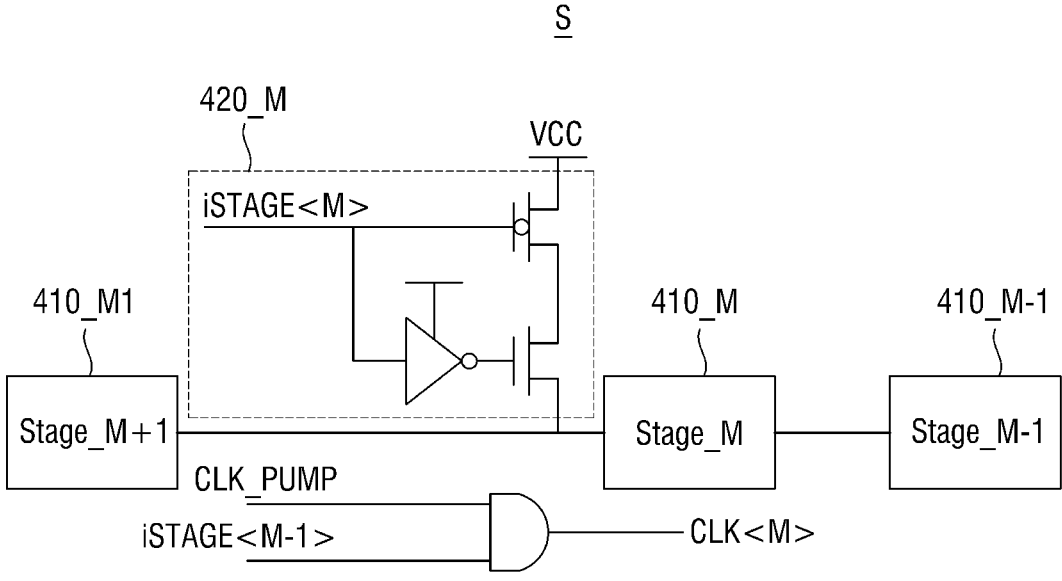 S
420_M
VCC
iSTAGE<M>
410_M1
410_M
410_M-1
Stage_M+1
Stage_M
Stage_M-1
CLK_PUMP
iSTAGE<M-1>
CLK<M>